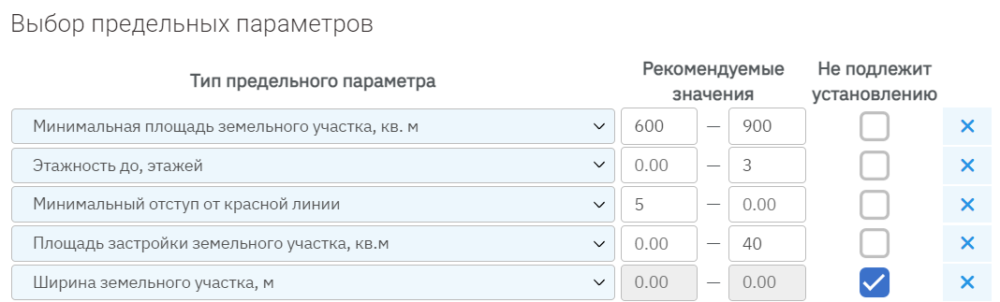 Выбор предельных параметров
Тип предельного параметра
Рекомендуемые
значения
Не подлежит
установлению
Минимальная площадь земельного участка, кв. м 600 — 900
Этажность до, этажей 0.00 — 3
Минимальный отступ от красной линии 5 — 0.00
Площадь застройки земельного участка, кв.м 0.00 — 40
Ширина земельного участка, м 0.00 — 0.00